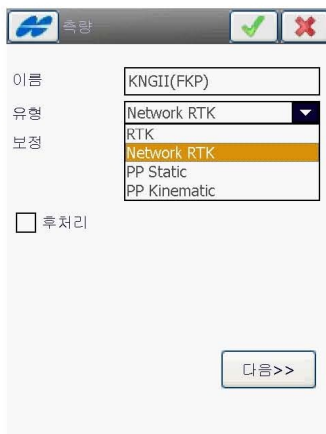 측량
이름 KNGII(FKP)
유형 Network RTK
보정 RTK
Network RTK
PP Static
PP Kinematic
후처리
다음>>